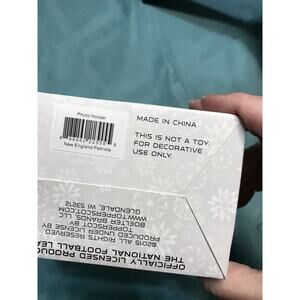 Photo Holder
New England Patriots
MADE IN CHINA
THIS IS NOT A TOY.
FOR DECORATIVE
USE ONLY.
OFFICIALLY LICENSED PRODUCT
THE NATIONAL FOOTBALL LEA
©2015 ALL UNDER LICENSE BY
RIGHTS RESERVED.
PRODUCED BY
BOELTER BRANDS, LLC
WWW.TOPPERSCOT.COM
GLENDALE, WI 53212